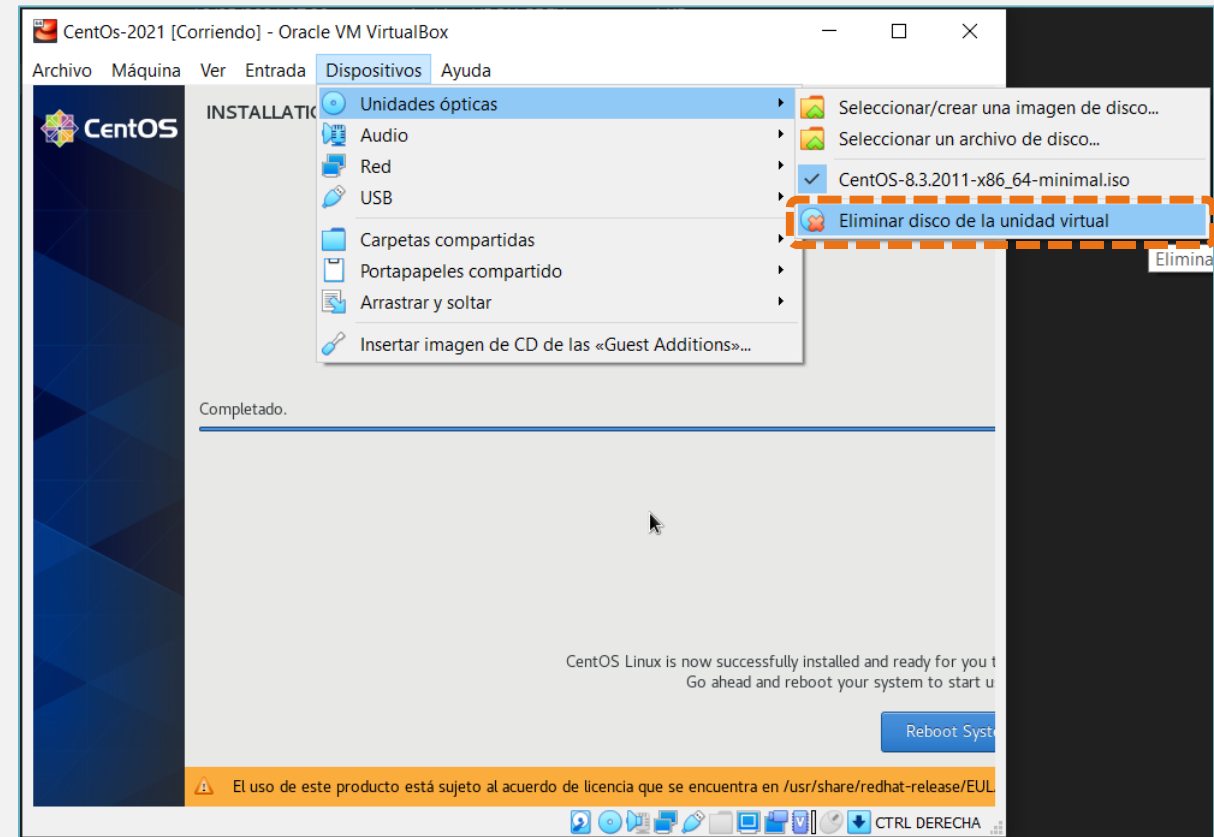 CentOs-2021 [Corriendo] - Oracle VM VirtualBox
Archivo Máquina Ver Entrada Dispositivos Ayuda
CentOS
INSTALLATIO
Unidades ópticas
Audio
Red
USB
Carpetas compartidas
Portapapeles compartido
Arrastrar y soltar
Insertar imagen de CD de las «Guest Additions»...
Seleccionar/crear una imagen de disco...
Seleccionar un archivo de disco...
CentOS-8.3.2011-x86_64-minimal.iso
Eliminar disco de la unidad virtual
Elimina
Completado.
CentOS Linux is now successfully installed and ready for you t
Go ahead and reboot your system to start u
Reboot Syst
El uso de este producto está sujeto al acuerdo de licencia que se encuentra en /usr/share/redhat-release/EUL
CTRL DERECHA